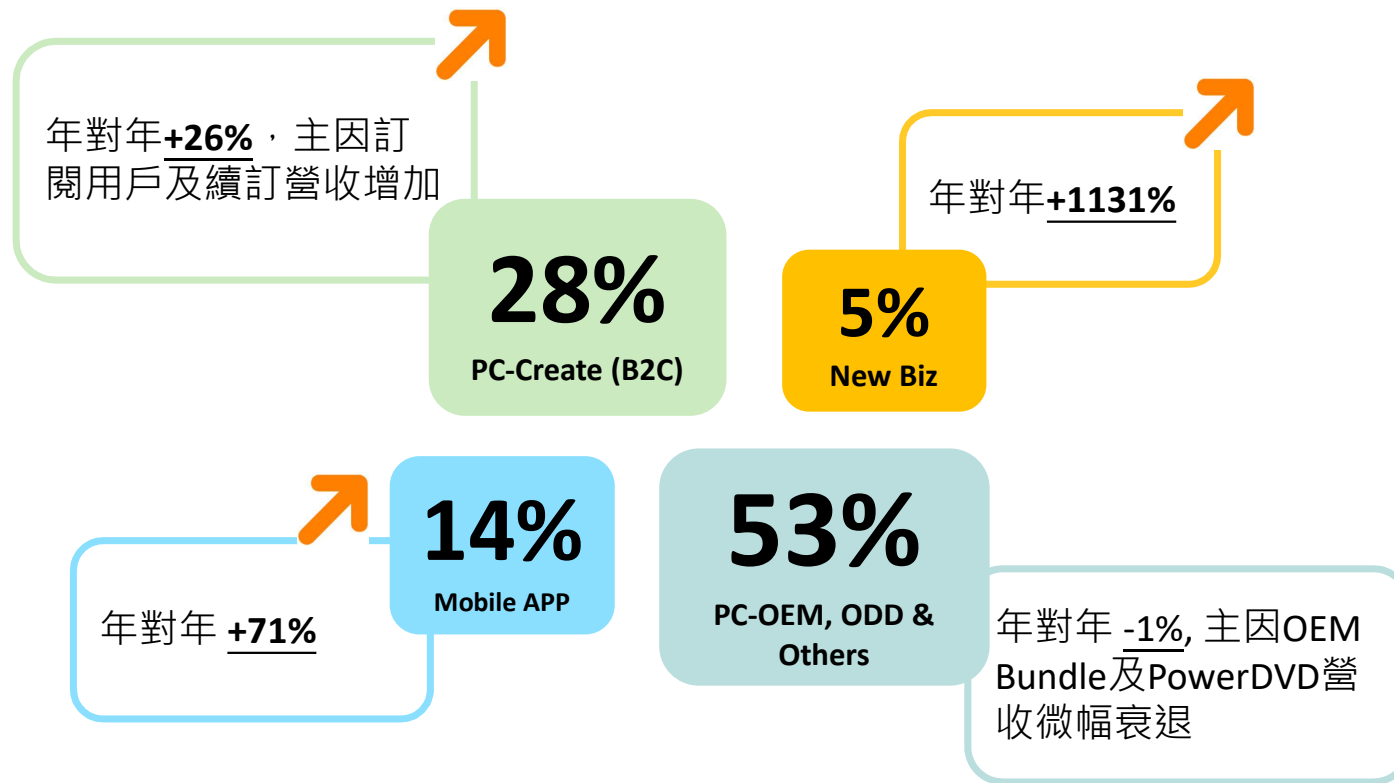 年對年+26%，主因訂
閱用戶及續訂營收增加
28%
PC-Create (B2C)
年對年+1131%
5%
New Biz
年對年 +71%
14%
Mobile APP
53%
PC-OEM, ODD &
Others
年對年 -1%, 主因OEM
Bundle及PowerDVD營
收微幅衰退